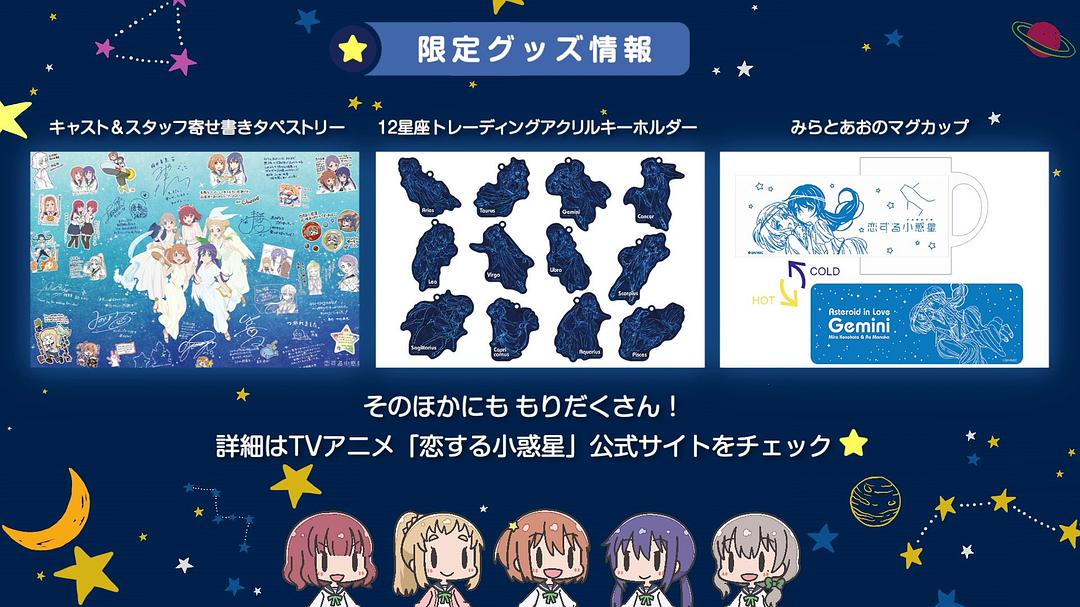 限定グッズ情報
キャスト＆スタッフ寄せ書きタペストリー
12星座トレーディングアクリルキーホルダー
みらとあおのマグカップ
Aries
Taurus
Gemini
Cancer
Leo
Virgo
Libra
Scorpius
Sagittarius
Capri
cornus
Aquarius
Pisces
恋する小惑星
COLD
HOT
Asteroid in Love
Gemini
Mira Konohata & Ao Manaka
そのほかにも もりだくさん！
詳細はTVアニメ「恋する小惑星」公式サイトをチェック